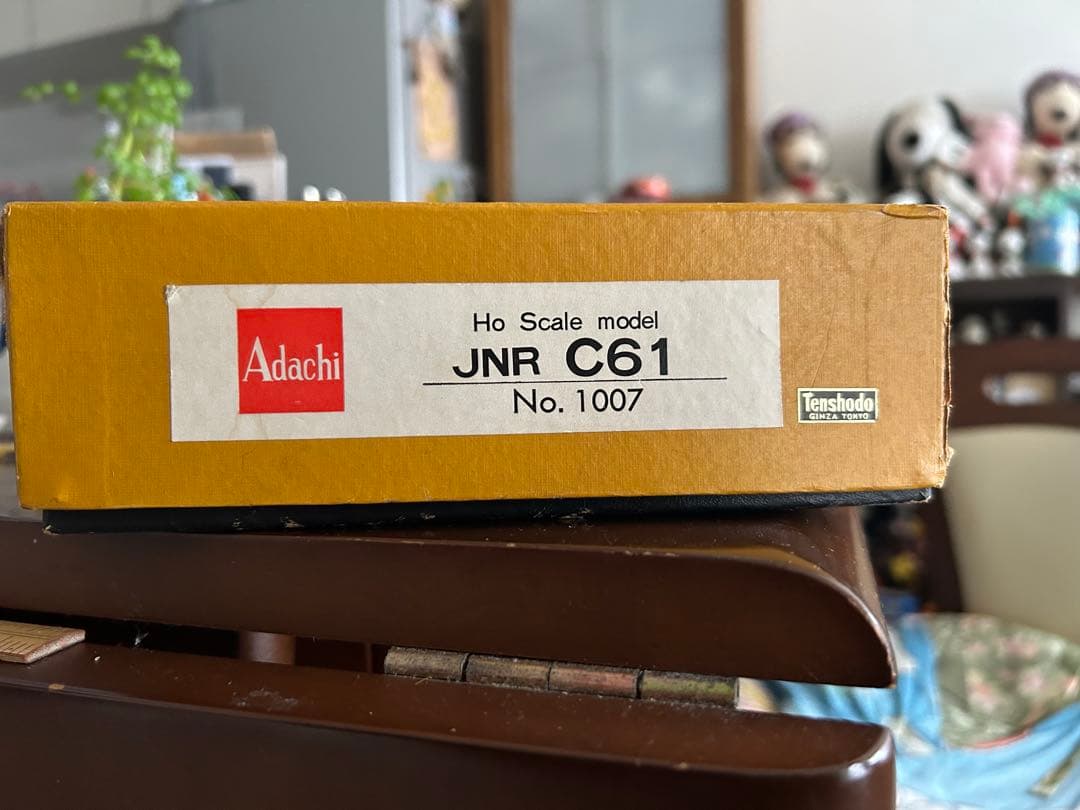 Adachi
Ho Scale model
JNR C61
No. 1007
Tenshodo
GINZA TOKYO